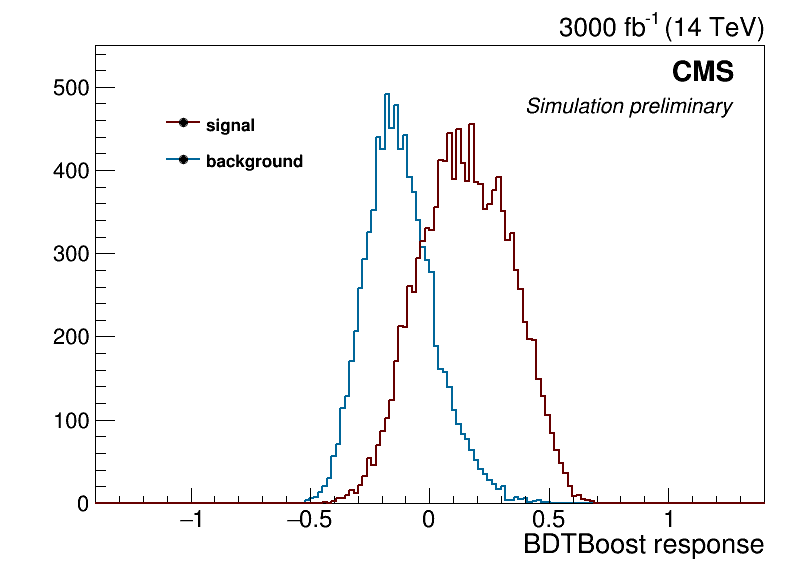 3000 fb-1 (14 TeV)
CMS
Simulation preliminary
signal
background
500
400
300
200
100
0
−1
−0.5
0
0.5
1
BDTBoost response